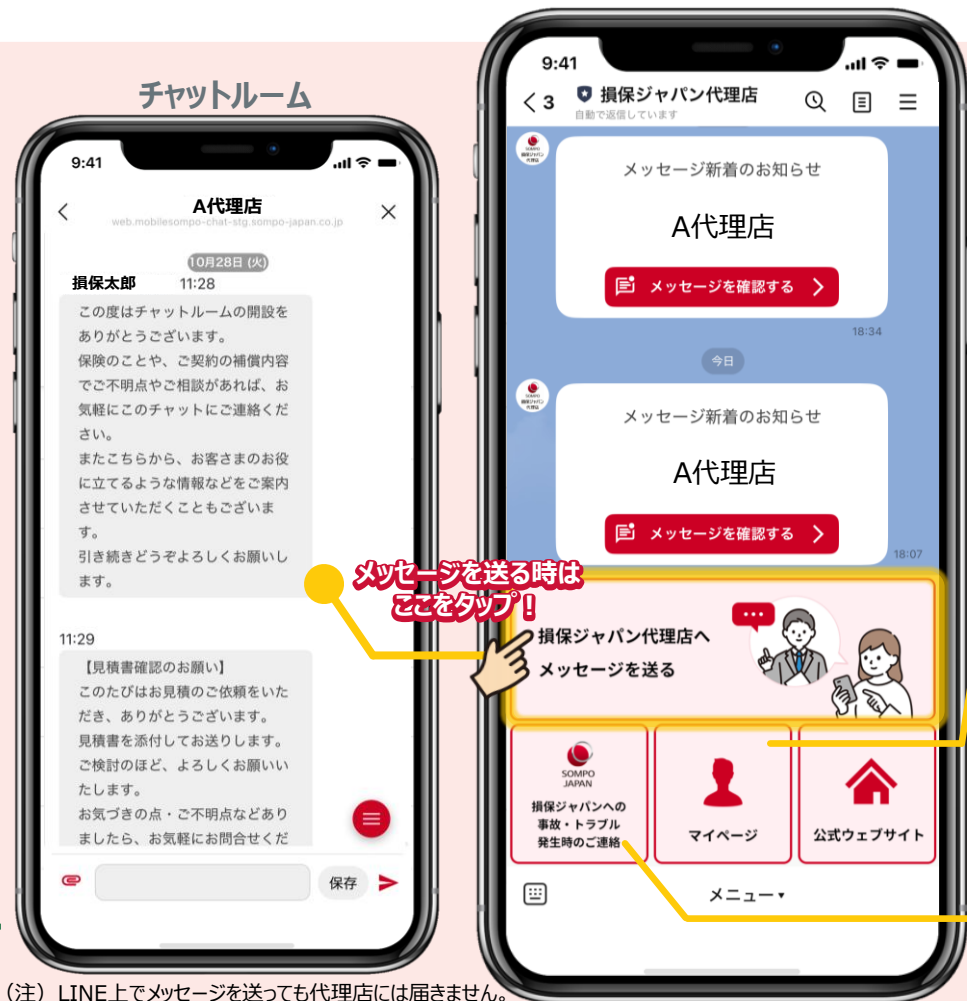 チャットルーム
9:41
A代理店
web.mobilesompo-chat-stg.sompo-japan.co.jp
10月28日 (火)
損保太郎 11:28
この度はチャットルームの開設を
ありがとうございます。
保険のことや、ご契約の補償内容
でご不明点やご相談があれば、お
気軽にこのチャットにご連絡くだ
さい。
またこちらから、お客さまのお役
に立てるような情報などをご案内
させていただくこともございま
す。
引き続きどうぞよろしくお願いし
ます。
11:29
【見積書確認のお願い】
このたびはお見積のご依頼をいた
だき、ありがとうございます。
見積書を添付してお送りします。
ご検討のほど、よろしくお願いい
たします。
お気づきの点・ご不明点などあり
ましたら、お気軽にお問合せくだ
保存
メッセージを送る時は
ここをタップ！
9:41
3 損保ジャパン代理店
自動で返信しています
SOMPO
損保ジャパン
代理店
メッセージ新着のお知らせ
A代理店
メッセージを確認する
18:34
今日
SOMPO
損保ジャパン
代理店
メッセージ新着のお知らせ
A代理店
メッセージを確認する
18:07
損保ジャパン代理店へ
メッセージを送る
SOMPO
JAPAN
損保ジャパンへの
事故・トラブル
発生時のご連絡
マイページ
公式ウェブサイト
メニュー▾
（注）LINE上でメッセージを送っても代理店には届きません。